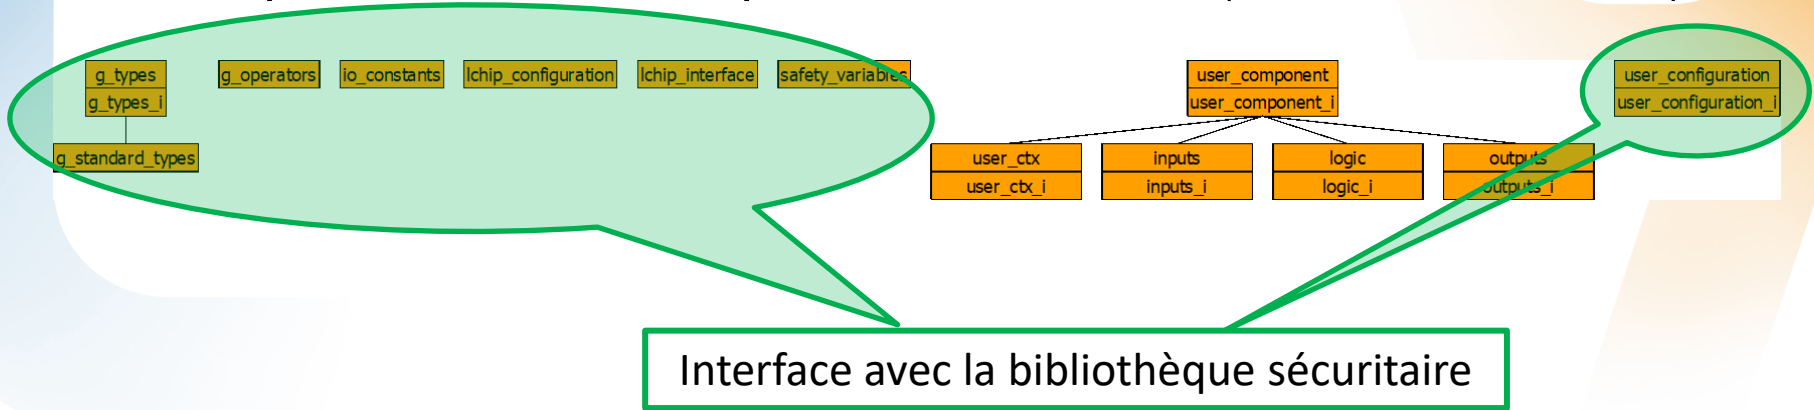 g_types
g_types_i
g_standard_types
g_operators
io_constants
lchip_configuration
lchip_interface
safety_variables
user_component
user_component_i
user_ctx
user_ctx_i
inputs
inputs_i
logic
logic_i
outputs
outputs_i
user_configuration
user_configuration_i
Interface avec la bibliothèque sécuritaire